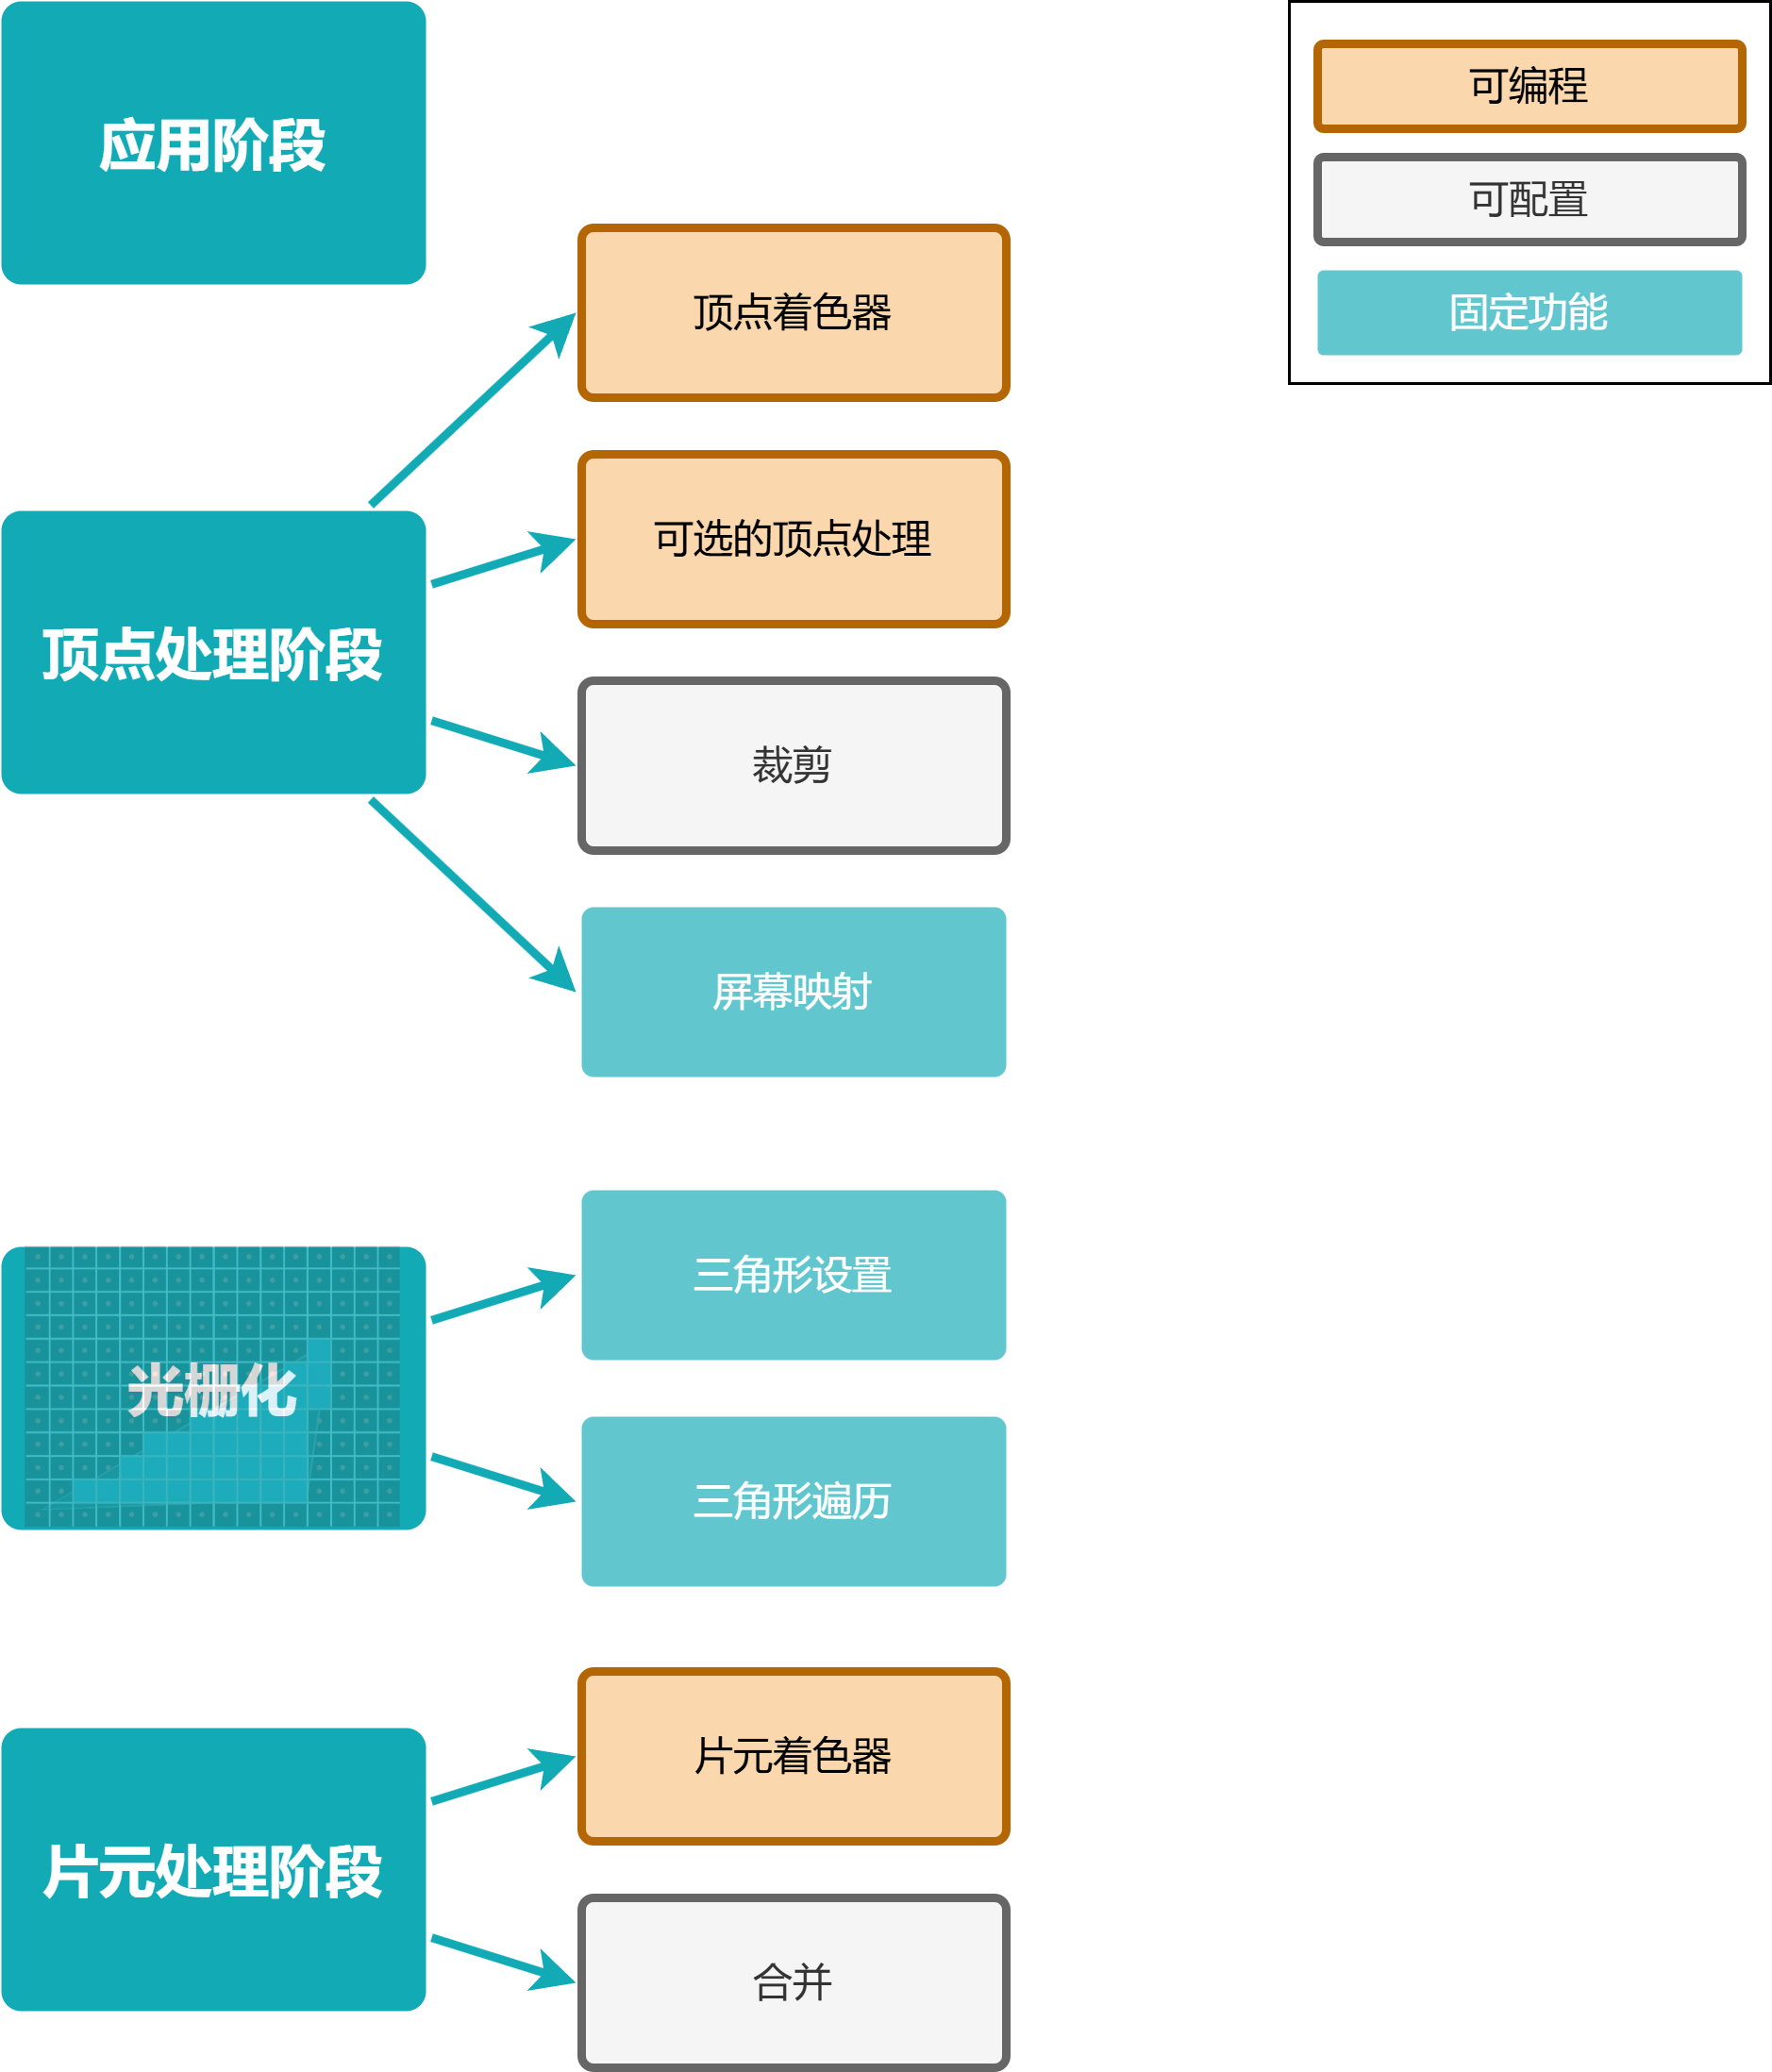 应用阶段
顶点处理阶段
顶点着色器
可选的顶点处理
裁剪
屏幕映射
光栅化
三角形设置
三角形遍历
片元处理阶段
片元着色器
合并
可编程
可配置
固定功能